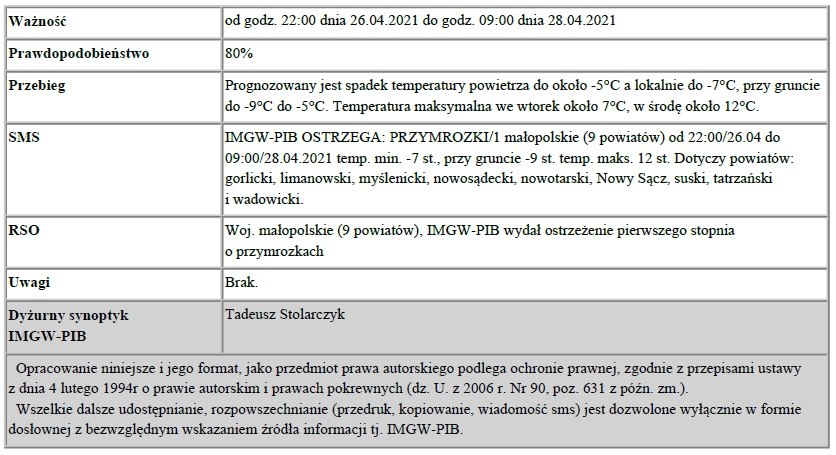 Ważność od godz. 22:00 dnia 26.04.2021 do godz. 09:00 dnia 28.04.2021
Prawdopodobieństwo 80%
Przebieg Prognozowany jest spadek temperatury powietrza do około -5°C a lokalnie do -7°C, przy gruncie
do -9°C do -5°C. Temperatura maksymalna we wtorek około 7°C, w środę około 12°C.
SMS IMGW-PIB OSTRZEGA: PRZYMROZKI/1 małopolskie (9 powiatów) od 22:00/26.04 do
09:00/28.04.2021 temp. min. -7 st., przy gruncie -9 st. temp. maks. 12 st. Dotyczy powiatów:
gorlicki, limanowski, myślenicki, nowosądecki, nowotarski, Nowy Sącz, suski, tatrzański
i wadowicki.
RSO Woj. małopolskie (9 powiatów), IMGW-PIB wydał ostrzeżenie pierwszego stopnia
o przymrozkach
Uwagi Brak.
Dyżurny synoptyk Tadeusz Stolarczyk
IMGW-PIB
Opracowanie niniejsze i jego format, jako przedmiot prawa autorskiego podlega ochronie prawnej, zgodnie z przepisami ustawy
z dnia 4 lutego 1994r o prawie autorskim i prawach pokrewnych (dz. U. z 2006 r. Nr 90, poz. 631 z późn. zm.).
Wszelkie dalsze udostępnianie, rozpowszechnianie (przedruk, kopiowanie, wiadomość sms) jest dozwolone wyłącznie w formie
dosłownej z bezwzględnym wskazaniem źródła informacji tj. IMGW-PIB.